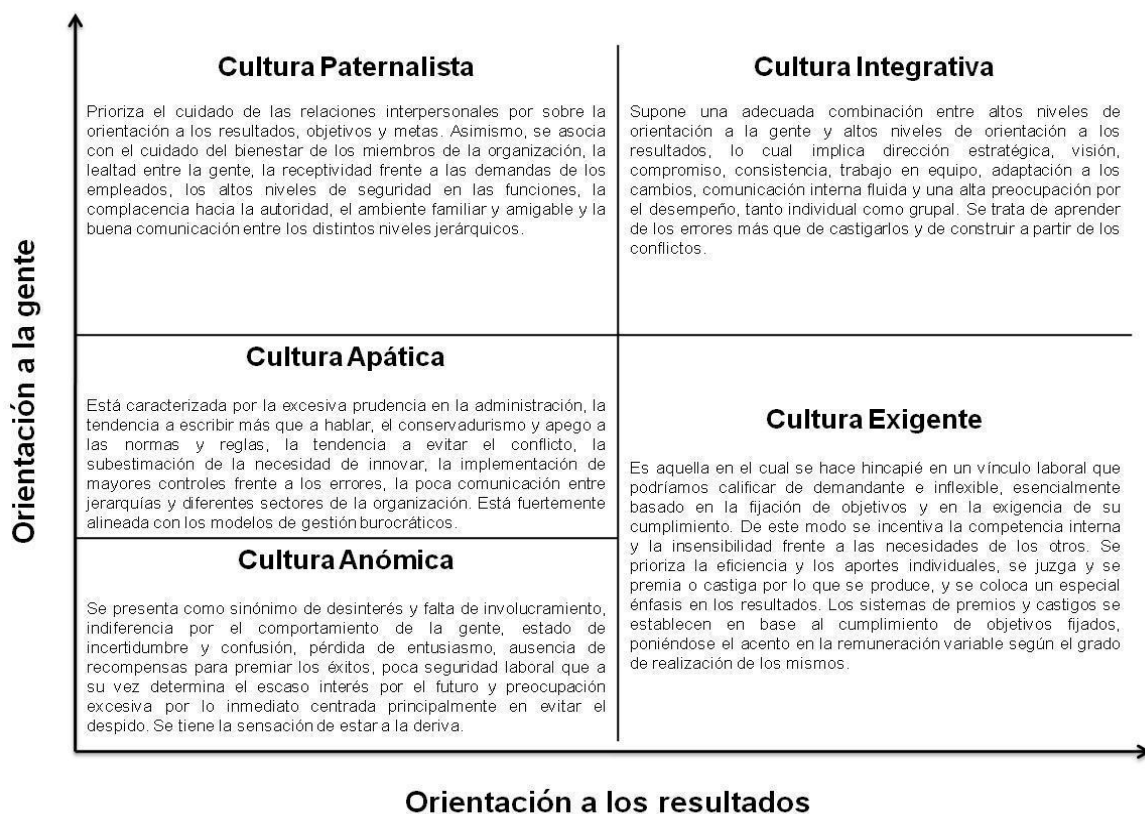 Cultura Paternalista
Prioriza el cuidado de las relaciones interpersonales por sobre la
orientación a los resultados, objetivos y metas. Asimismo, se asocia
con el cuidado del bienestar de los miembros de la organización, la
lealtad entre la gente, la receptividad frente a las demandas de los
empleados, los altos niveles de seguridad en las funciones, la
complacencia hacia la autoridad, el ambiente familiar y amigable y la
buena comunicación entre los distintos niveles jerárquicos.
Cultura Integrativa
Supone una adecuada combinación entre altos niveles de
orientación a la gente y altos niveles de orientación a los
resultados, lo cual implica dirección estratégica, visión,
compromiso, consistencia, trabajo en equipo, adaptación a los
cambios, comunicación interna fluida y una alta preocupación por
el desempeño, tanto individual como grupal. Se trata de aprender
de los errores más que de castigarlos y de construir a partir de los
conflictos.
Orientación a la gente
Cultura Apática
Está caracterizada por la excesiva prudencia en la administración, la
tendencia a escribir más que a hablar, el conservadurismo y apego a
las normas y reglas, la tendencia a evitar el conflicto, la
subestimación de la necesidad de innovar, la implementación de
mayores controles frente a los errores, la poca comunicación entre
jerarquías y diferentes sectores de la organización. Está fuertemente
alineada con los modelos de gestión burocráticos.
Cultura Exigente
Es aquella en el cual se hace hincapié en un vínculo laboral que
podríamos calificar de demandante e inflexible, esencialmente
basado en la fijación de objetivos y en la exigencia de su
cumplimiento. De este modo se incentiva la competencia interna
y la insensibilidad frente a las necesidades de los otros. Se
prioriza la eficiencia y los aportes individuales, se juzga y se
premia o castiga por lo que se produce, y se coloca un especial
énfasis en los resultados. Los sistemas de premios y castigos se
establecen en base al cumplimiento de objetivos fijados,
poniéndose el acento en la remuneración variable según el grado
de realización de los mismos.
Cultura Anómica
Se presenta como sinónimo de desinterés y falta de involucramiento,
indiferencia por el comportamiento de la gente, estado de
incertidumbre y confusión, pérdida de entusiasmo, ausencia de
recompensas para premiar los éxitos, poca seguridad laboral que a
su vez determina el escaso interés por el futuro y preocupación
excesiva por lo inmediato centrada principalmente en evitar el
despido. Se tiene la sensación de estar a la deriva.
Orientación a los resultados